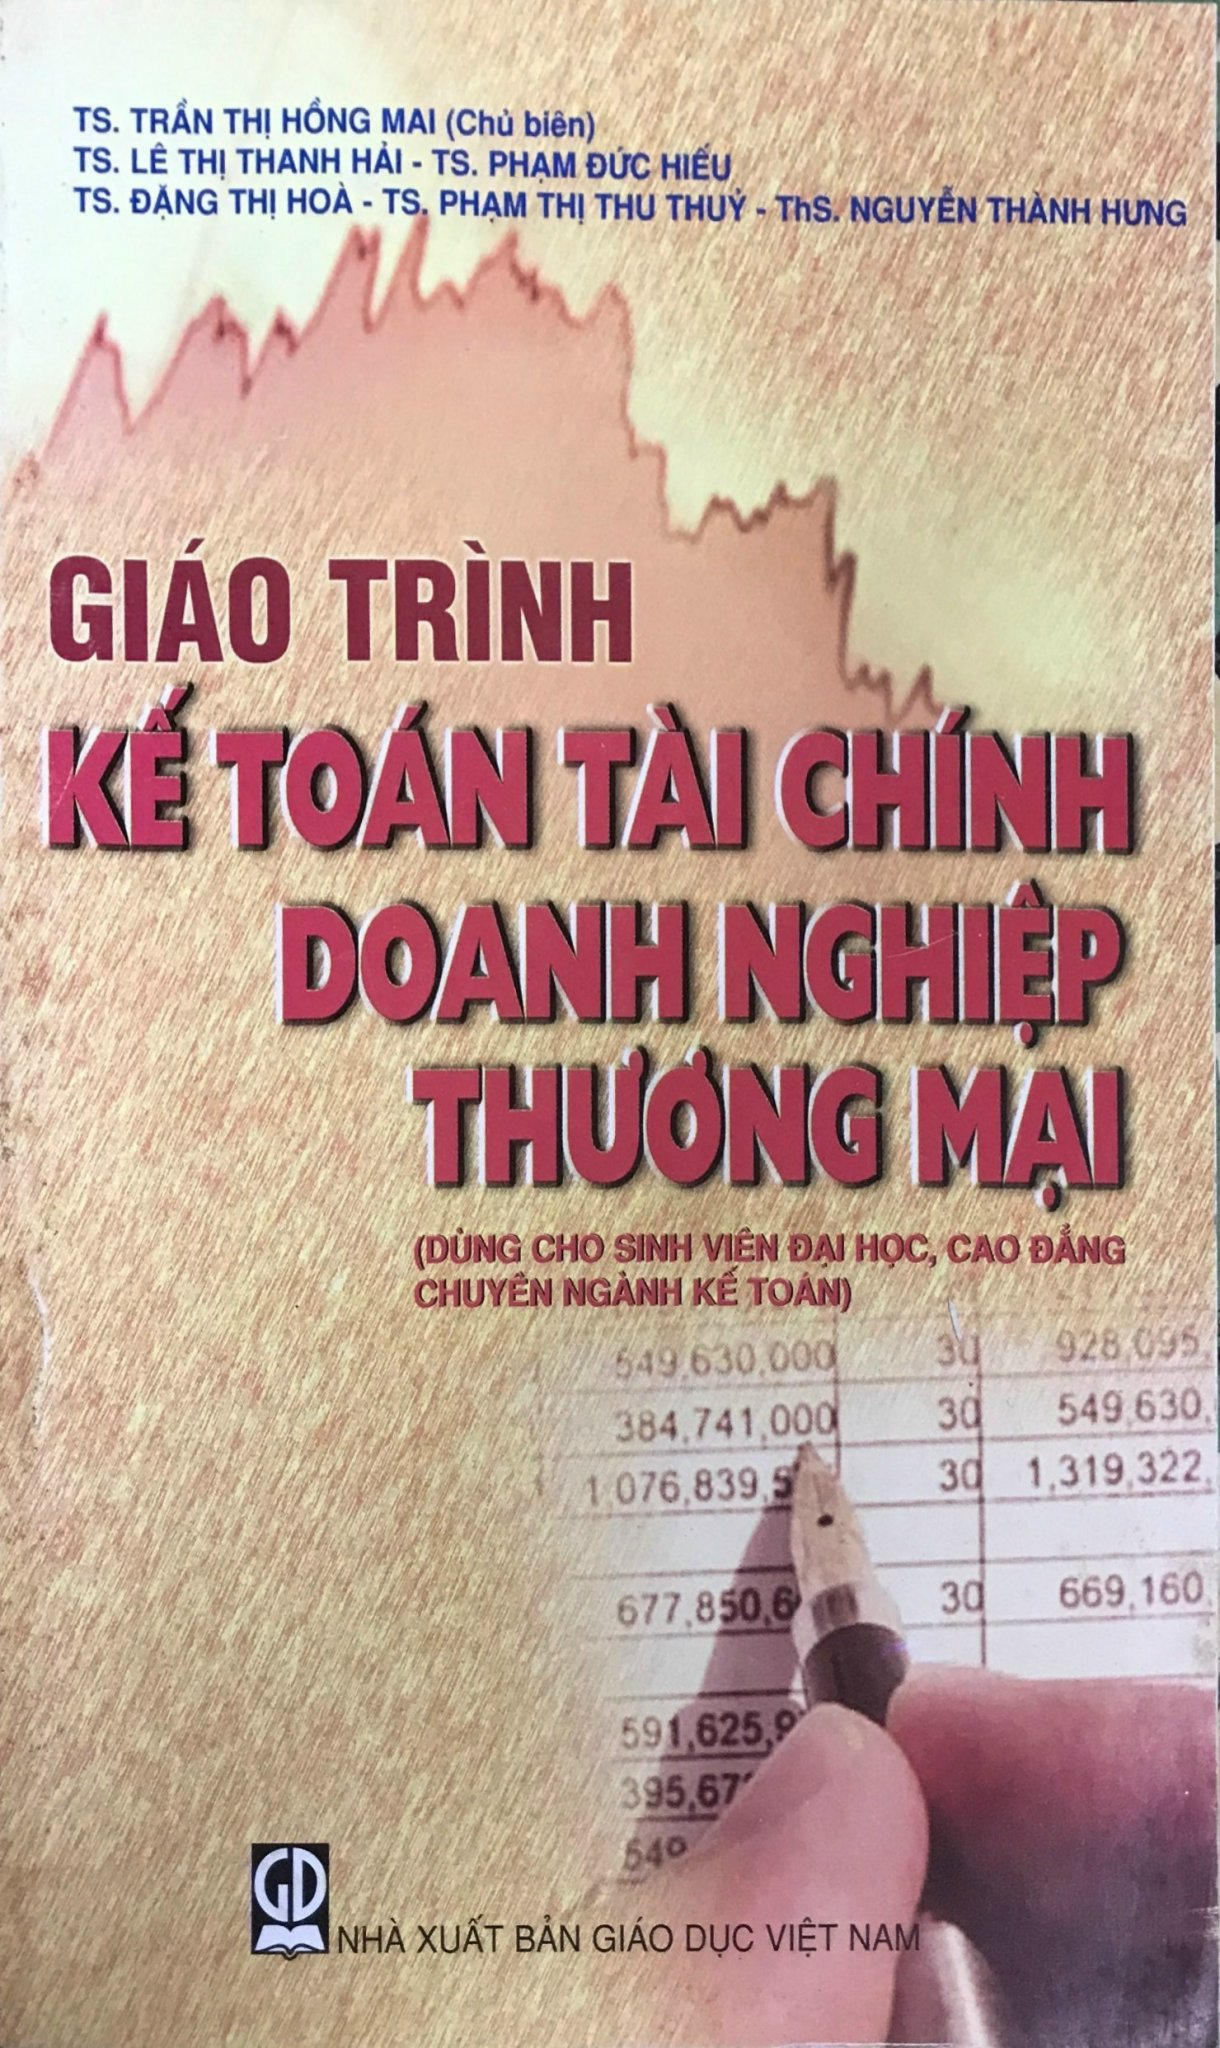 TS. TRẦN THỊ HỒNG MAI (Chủ biên)
TS. LÊ THỊ THANH HẢI - TS. PHẠM ĐỨC HIẾU
TS. ĐẶNG THỊ HOÀ - TS. PHẠM THỊ THU THUỶ - ThS. NGUYỄN THÀNH HƯNG
GIÁO TRÌNH
KẾ TOÁN TÀI CHÍNH
DOANH NGHIỆP
THƯƠNG MẠI
(DÙNG CHO SINH VIÊN ĐẠI HỌC, CAO ĐẲNG
CHUYÊN NGÀNH KẾ TOÁN)
549,630,000 30 928,095,
384,741,000 30 549,630,
1,076,839,5 30 1,319,322,
677,850,6 30 669,160,
591,625,9
395,67
549
GD
NHÀ XUẤT BẢN GIÁO DỤC VIỆT NAM